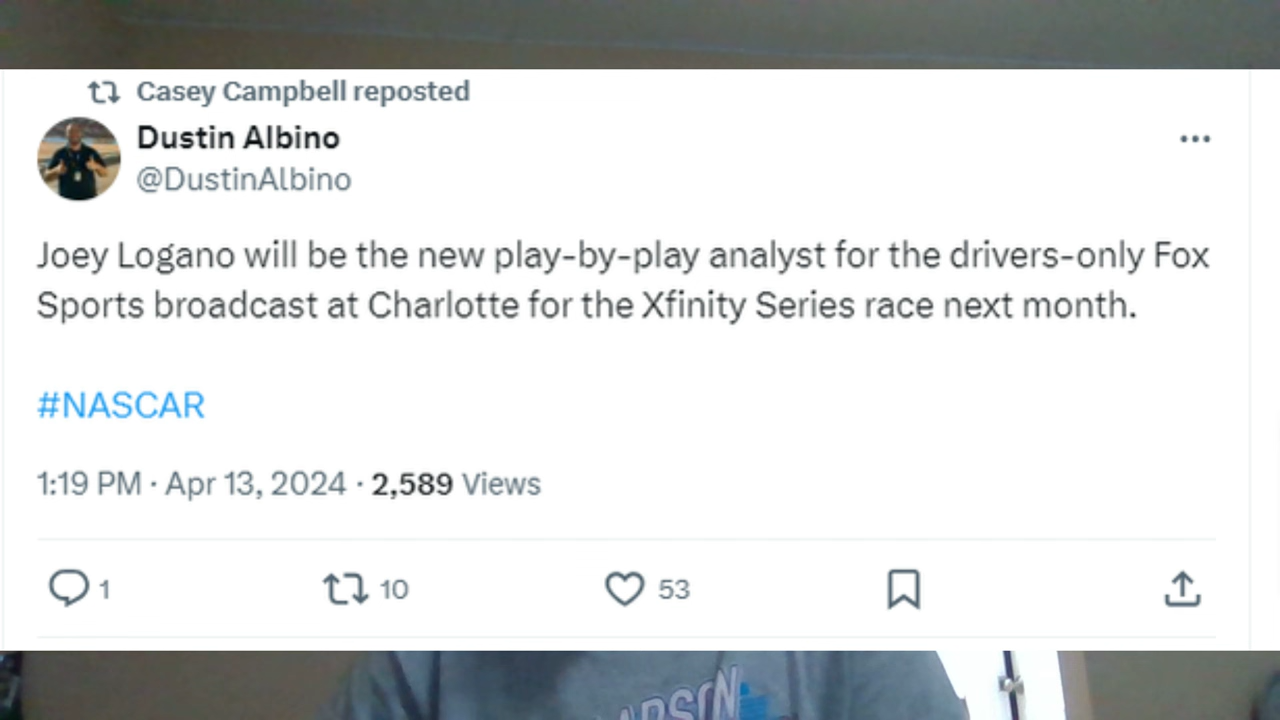 Casey Campbell reposted
Dustin Albino
@DustinAlbino
Joey Logano will be the new play-by-play analyst for the drivers-only Fox
Sports broadcast at Charlotte for the Xfinity Series race next month.
#NASCAR
1:19 PM · Apr 13, 2024 · 2,589 Views
1 10 53